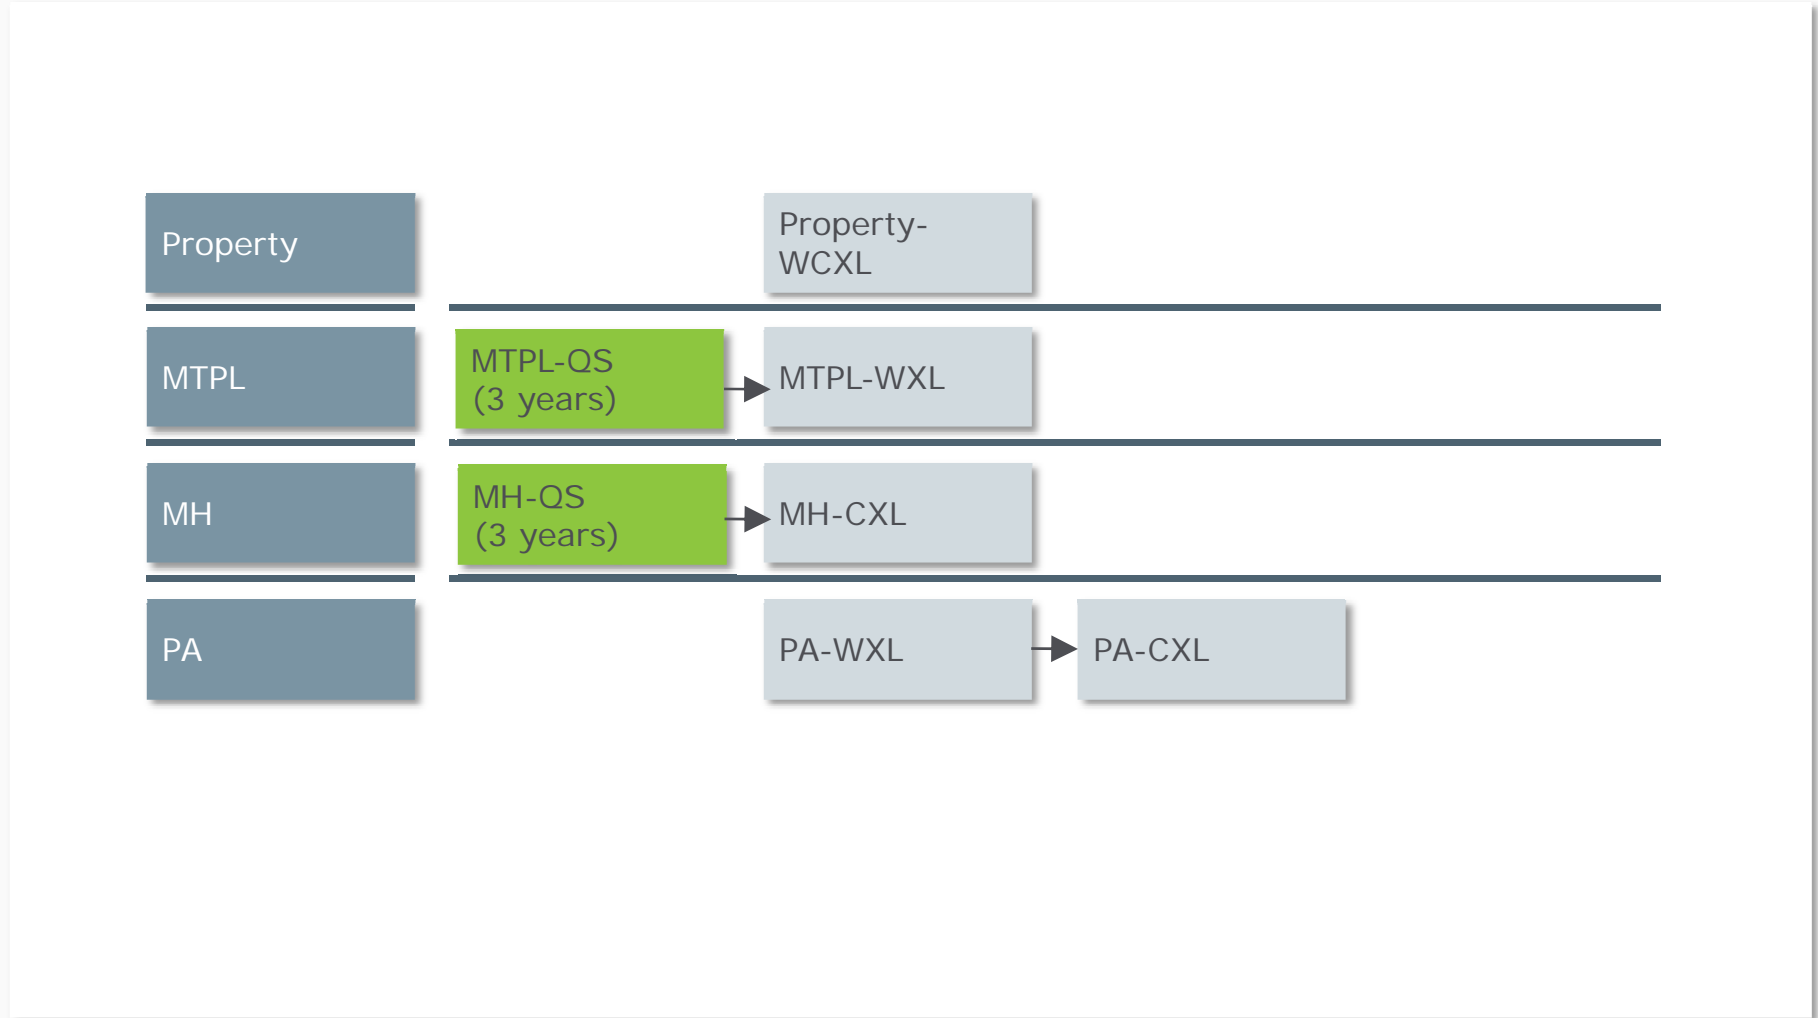 Property
Property-
WCXL
MTPL
MTPL-QS
(3 years)
MTPL-WXL
MH
MH-QS
(3 years)
MH-CXL
PA
PA-WXL
PA-CXL